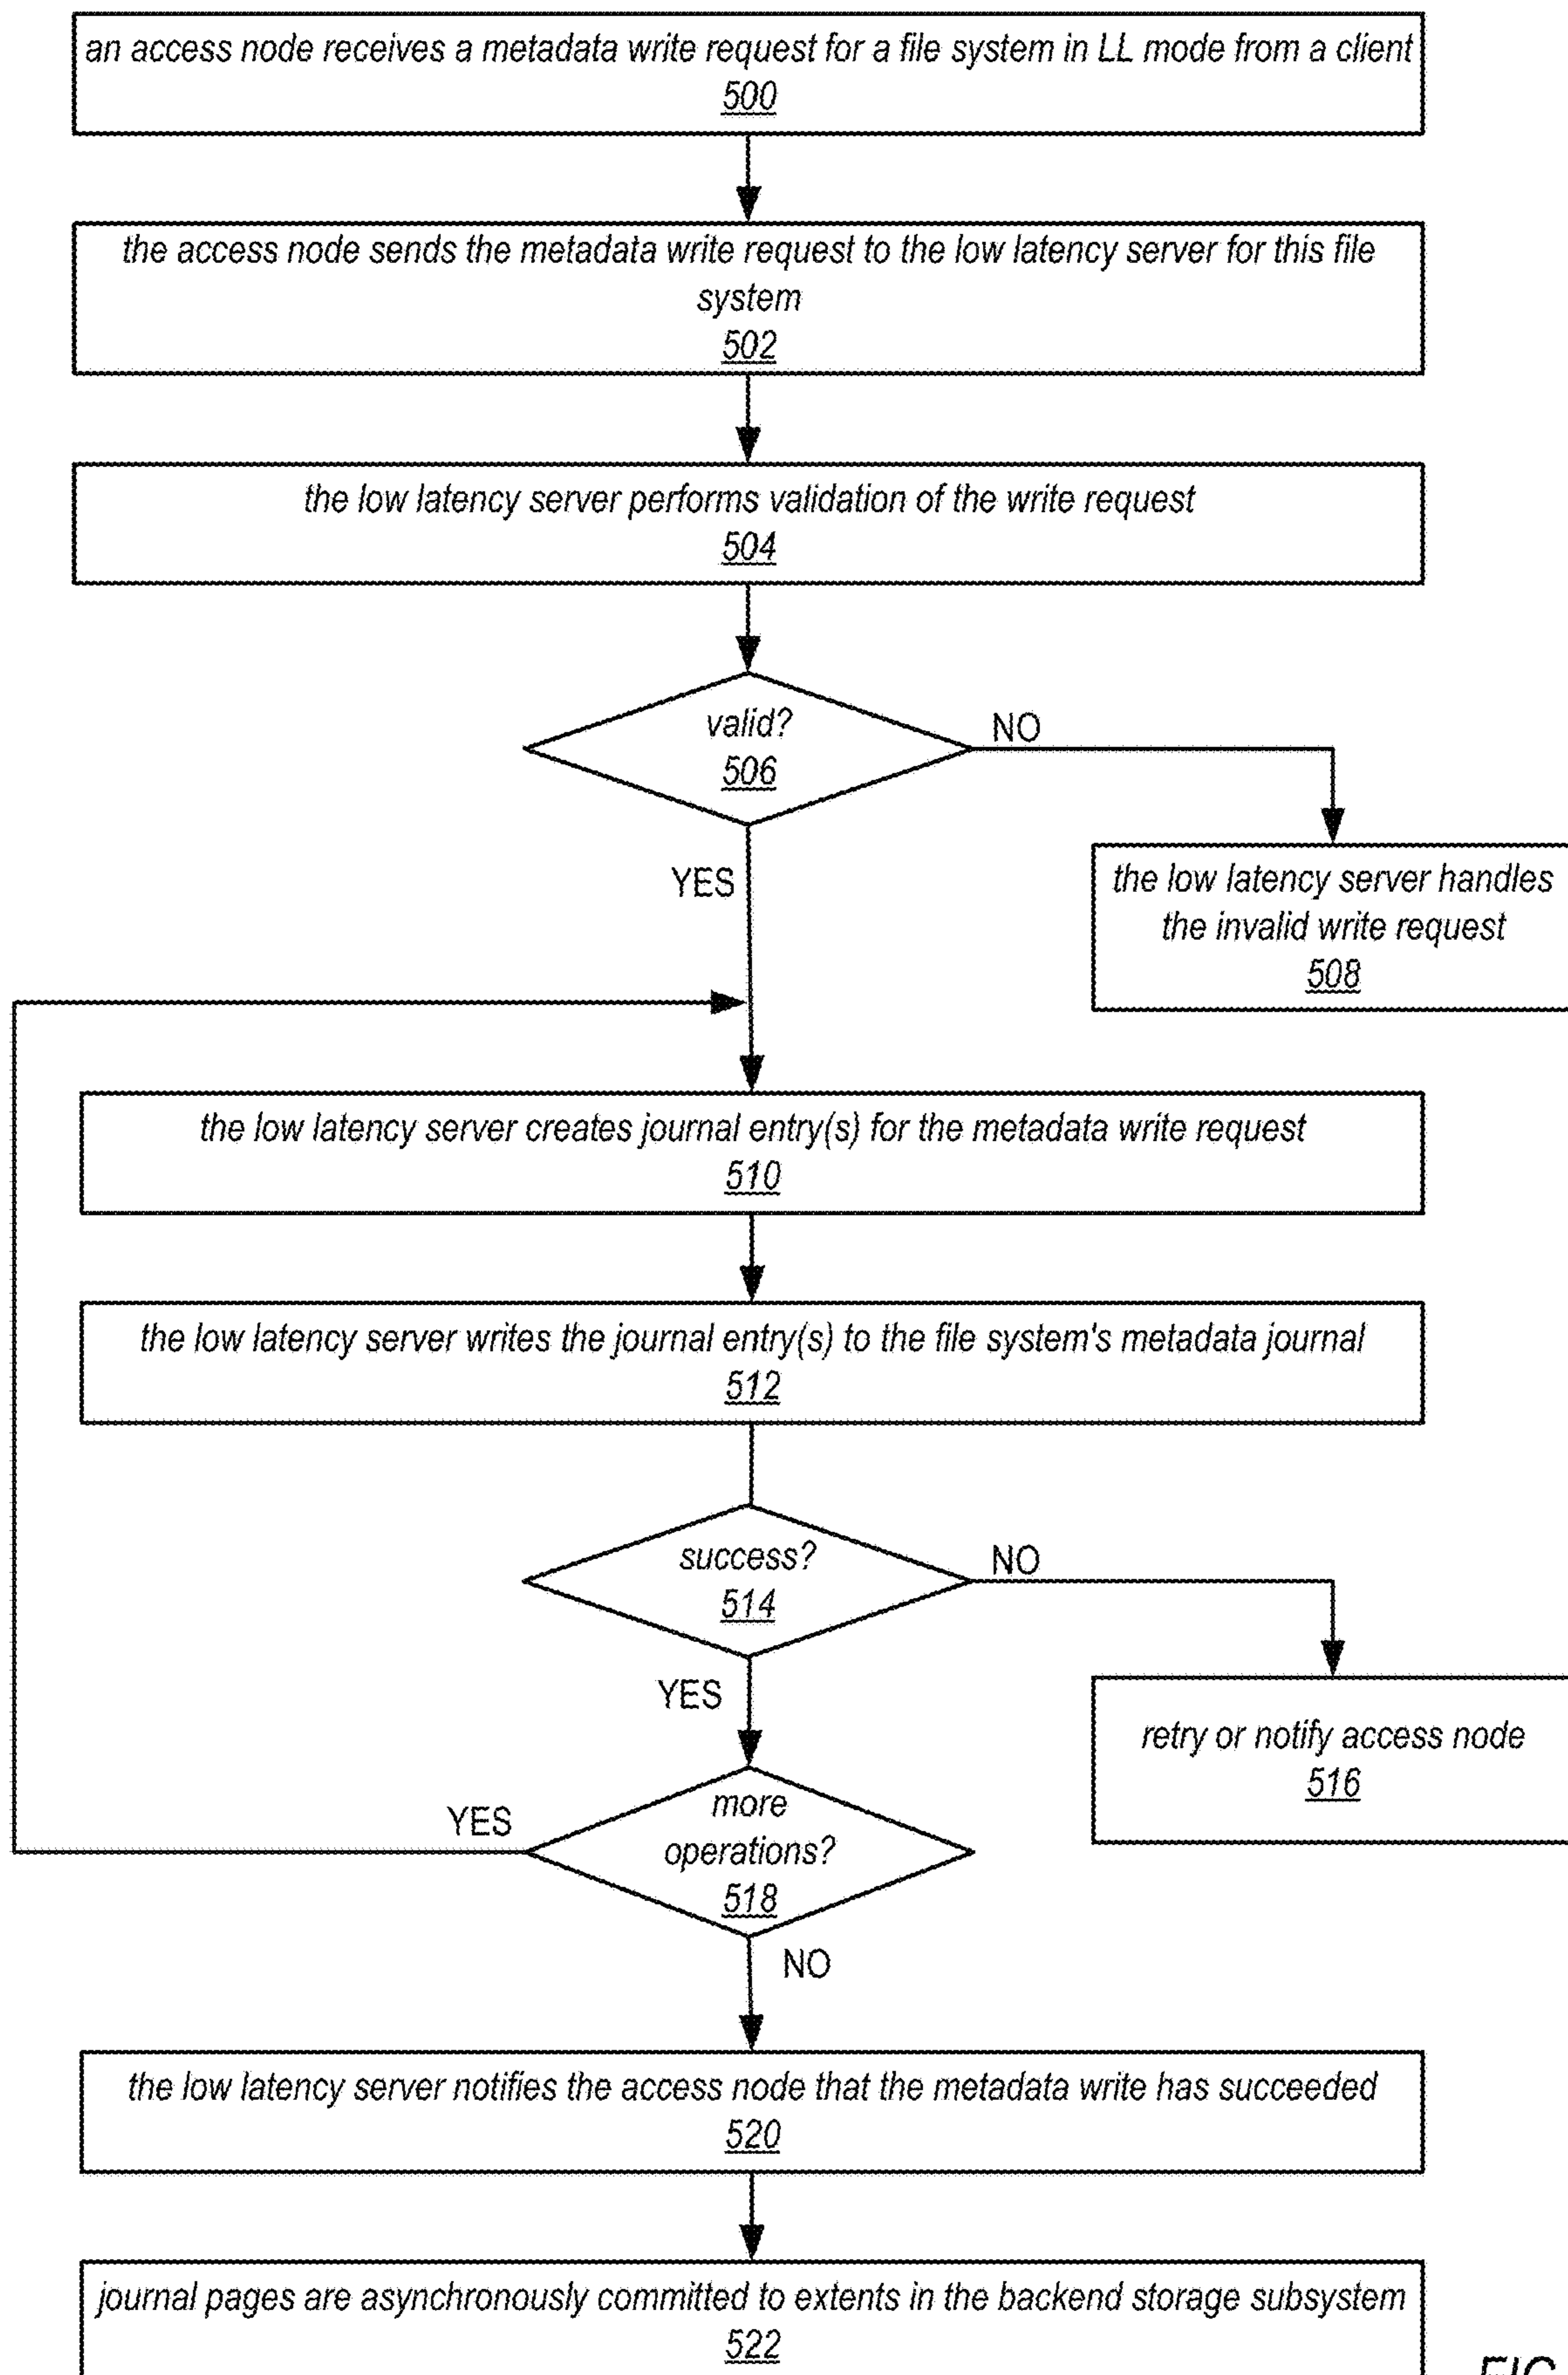 an access node receives a metadata write request for a file system in LL mode from a client
500
the access node sends the metadata write request to the low latency server for this file
system
502
the low latency server performs validation of the write request
504
valid?
506
NO
YES
the low latency server handles
the invalid write request
508
the low latency server creates journal entry(s) for the metadata write request
510
the low latency server writes the journal entry(s) to the file system's metadata journal
512
success?
514
NO
YES
retry or notify access node
516
more
operations?
518
YES
NO
the low latency server notifies the access node that the metadata write has succeeded
520
journal pages are asynchronously committed to extents in the backend storage subsystem
522